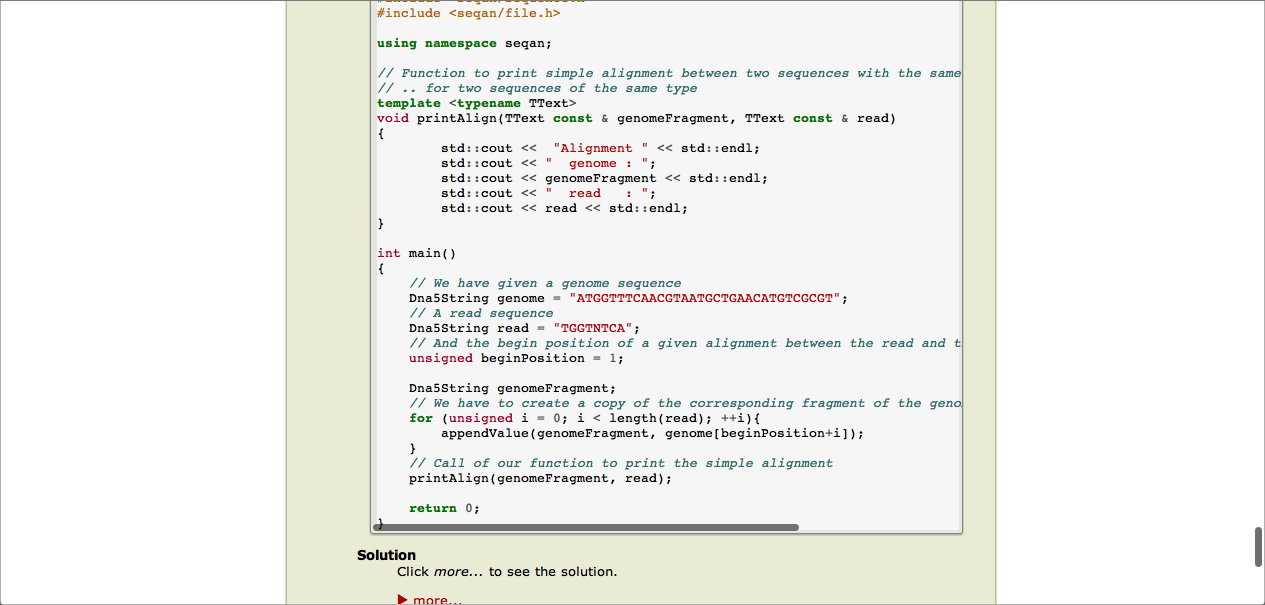 #include <seqan/file.h>
using namespace seqan;
// Function to print simple alignment between two sequences with the same
// .. for two sequences of the same type
template <typename TText>
void printAlign(TText const & genomeFragment, TText const & read)
{
        std::cout <<  "Alignment " << std::endl;
        std::cout << "  genome : ";
        std::cout << genomeFragment << std::endl;
        std::cout << "  read   : ";
        std::cout << read << std::endl;
}
int main()
{
    // We have given a genome sequence
    Dna5String genome = "ATGGTTTCAACGTAATGCTGAACATGTCGCGT";
    // A read sequence
    Dna5String read = "TGGTNTCA";
    // And the begin position of a given alignment between the read and t
    unsigned beginPosition = 1;
    Dna5String genomeFragment;
    // We have to create a copy of the corresponding fragment of the geno
    for (unsigned i = 0; i < length(read); ++i){
        appendValue(genomeFragment, genome[beginPosition+i]);
    }
    // Call of our function to print the simple alignment
    printAlign(genomeFragment, read);
    return 0;
}
Solution
Click more... to see the solution.
more...